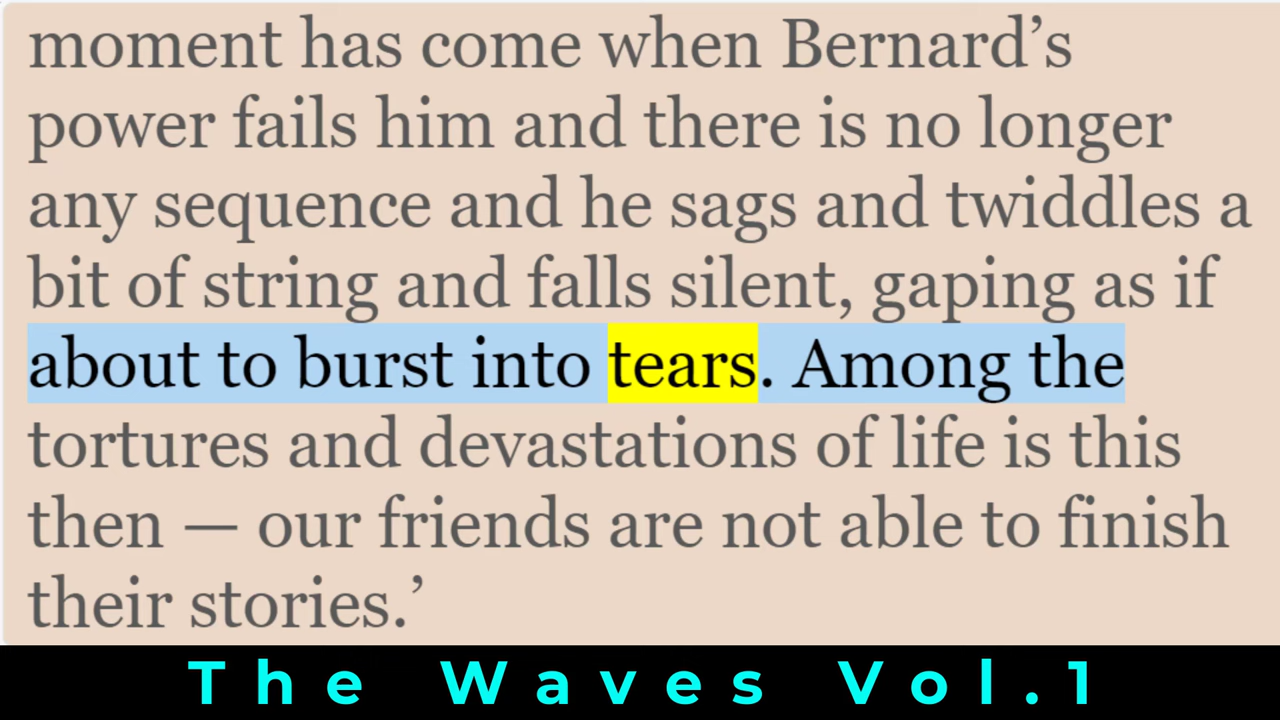 moment has come when Bernard’s
power fails him and there is no longer
any sequence and he sags and twiddles a
bit of string and falls silent, gaping as if
about to burst into tears. Among the
tortures and devastations of life is this
then — our friends are not able to finish
their stories.’
The Waves Vol.1